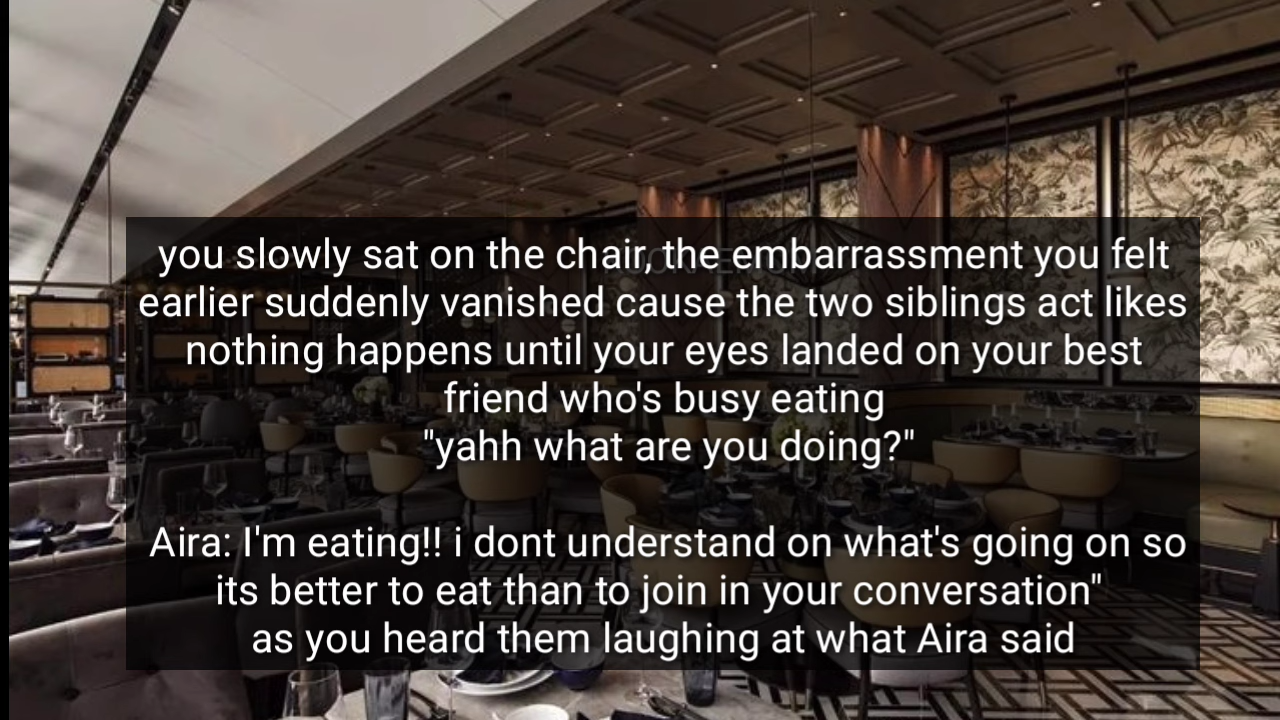 you slowly sat on the chair, the embarrassment you felt
earlier suddenly vanished cause the two siblings act likes
nothing happens until your eyes landed on your best
friend who's busy eating
"yahh what are you doing?"
Aira: I'm eating!! i dont understand on what's going on so
its better to eat than to join in your conversation"
as you heard them laughing at what Aira said